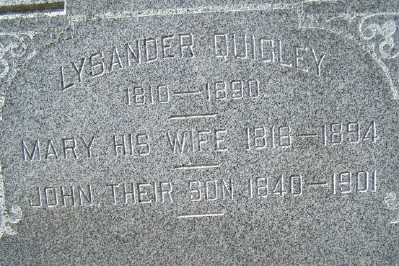 LYSANDER QUIGLEY
1810—1890
MARY, HIS WIFE 1816—1894
JOHN, THEIR SON 1840—1901